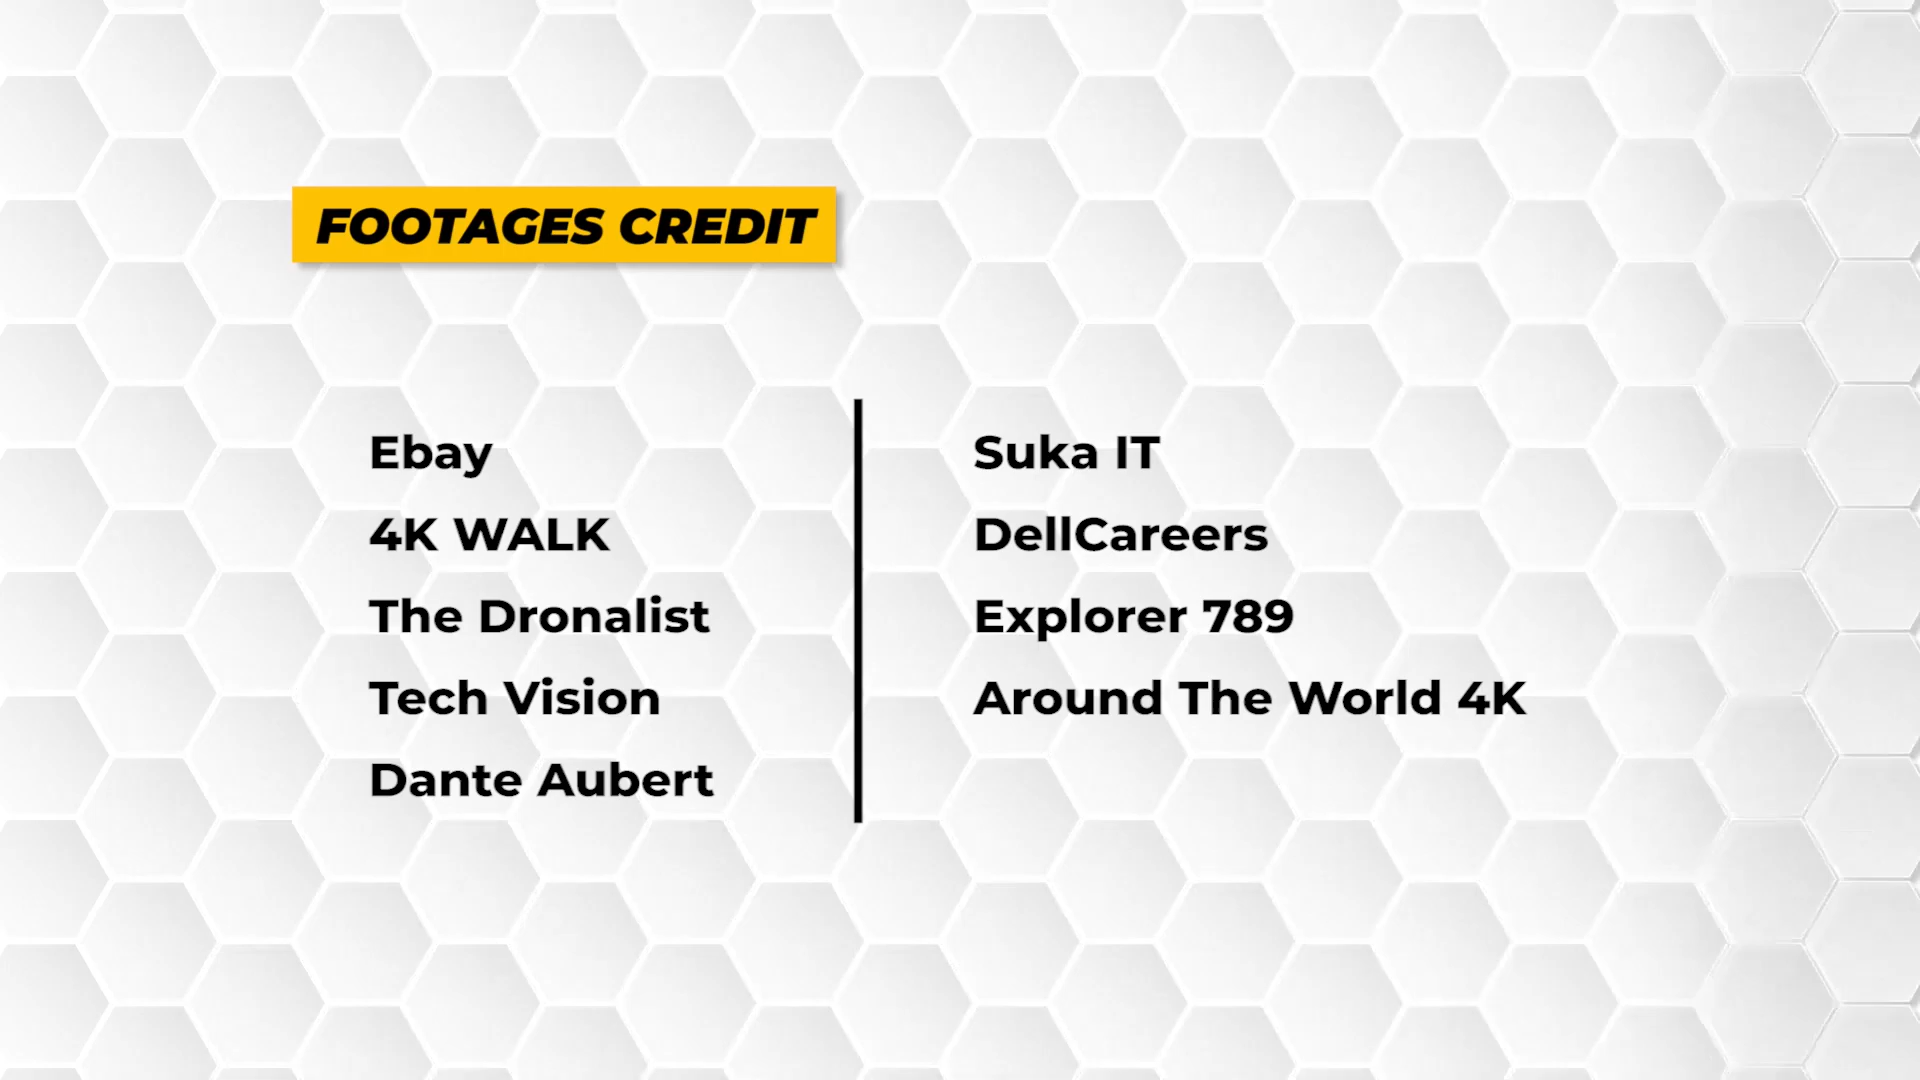 FOOTAGES CREDIT
Ebay
4K WALK
The Dronalist
Tech Vision
Dante Aubert
Suka IT
DellCareers
Explorer 789
Around The World 4K